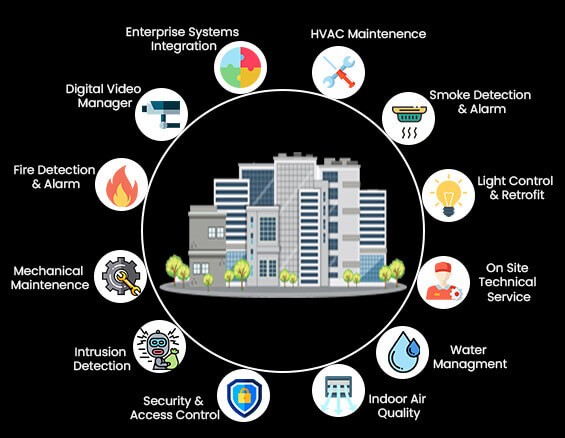 Enterprise Systems
Integration
HVAC Maintenence
Digital Video
Manager
Smoke Detection
& Alarm
Fire Detection
& Alarm
Light Control
& Retrofit
Mechanical
Maintenence
On Site
Technical
Service
Intrusion
Detection
Water
Managment
Security &
Access Control
Indoor Air
Quality